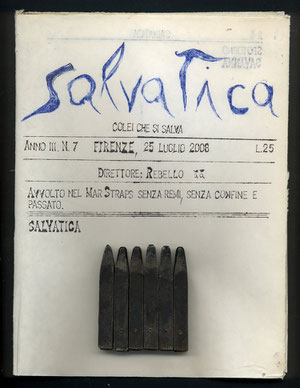 Salvatica
COLEI CHE SI SALVA
ANNO III. N. 7 FIRENZE, 25 LUGLIO 2008 L.25
DIRETTORE: REBELLO
AVVOLTO NEL MAR STRAPS SENZA REMI, SENZA CONFINE E
PASSATO.
SALVATICA